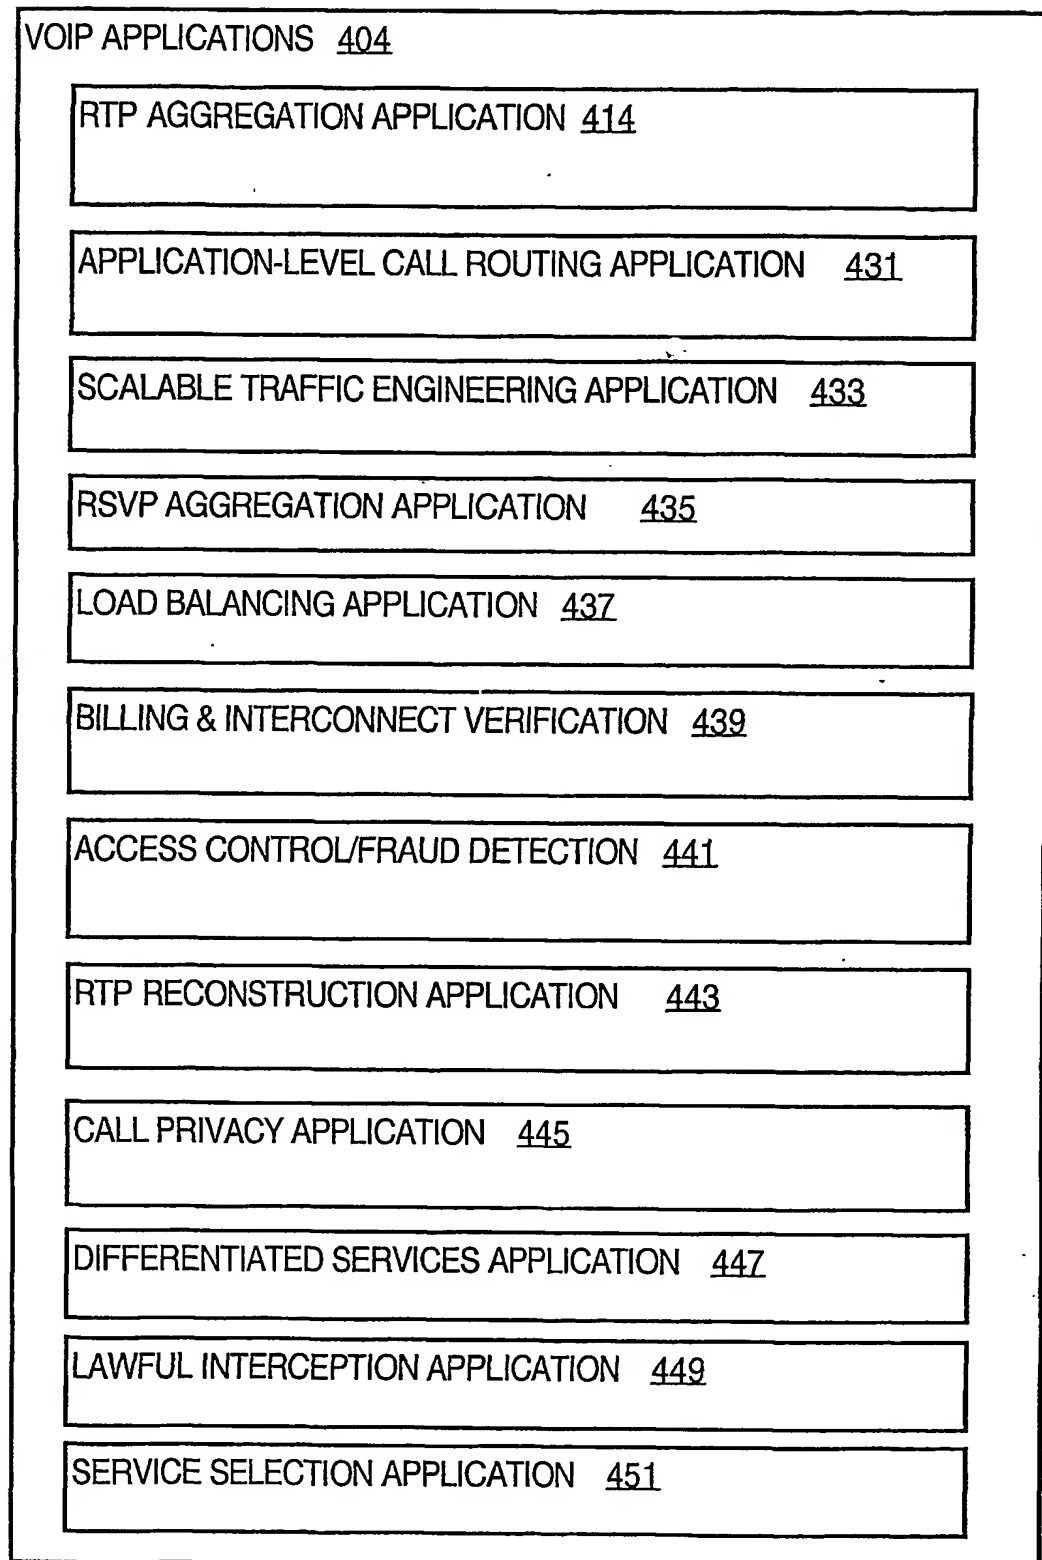 VOIP APPLICATIONS 404
RTP AGGREGATION APPLICATION 414
APPLICATION-LEVEL CALL ROUTING APPLICATION 431
SCALABLE TRAFFIC ENGINEERING APPLICATION 433
RSVP AGGREGATION APPLICATION 435
LOAD BALANCING APPLICATION 437
BILLING & INTERCONNECT VERIFICATION 439
ACCESS CONTROL/FRAUD DETECTION 441
RTP RECONSTRUCTION APPLICATION 443
CALL PRIVACY APPLICATION 445
DIFFERENTIATED SERVICES APPLICATION 447
LAWFUL INTERCEPTION APPLICATION 449
SERVICE SELECTION APPLICATION 451